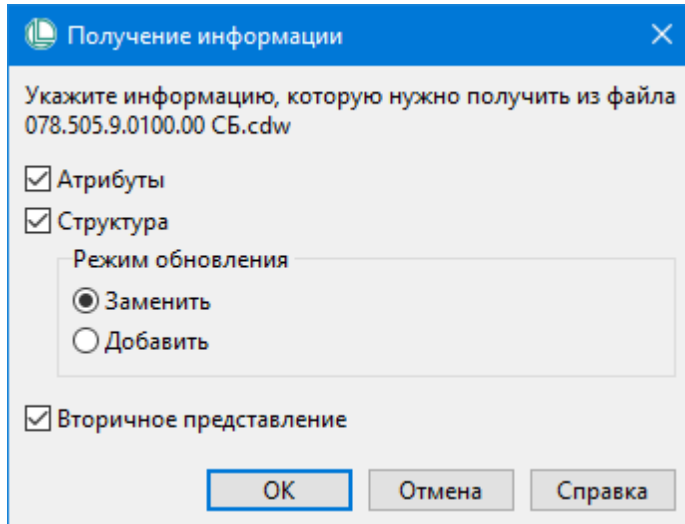 Получение информации
Укажите информацию, которую нужно получить из файла
078.505.9.0100.00 СБ.cdw
Атрибуты
Структура
Режим обновления
Заменить
Добавить
Вторичное представление
ОК Отмена Справка